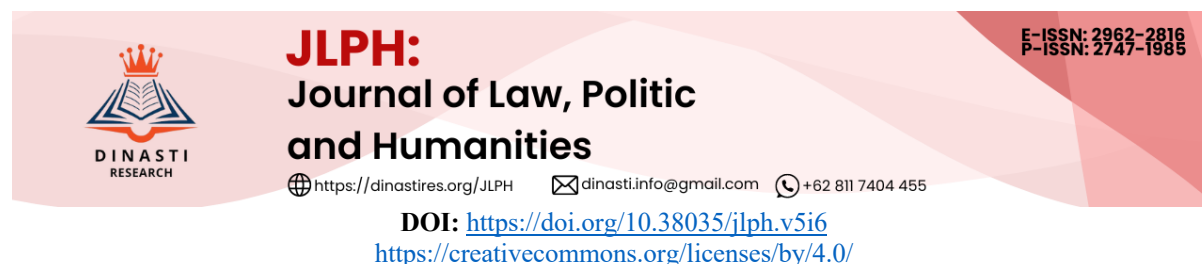 JLPH:
Journal of Law, Politic
and Humanities
DINASTI
RESEARCH
https://dinastires.org/JLPH dinasti.info@gmail.com +62 811 7404 455
E-ISSN: 2962-2816
P-ISSN: 2747-1985
DOI: https://doi.org/10.38035/jlph.v5i6
https://creativecommons.org/licenses/by/4.0/